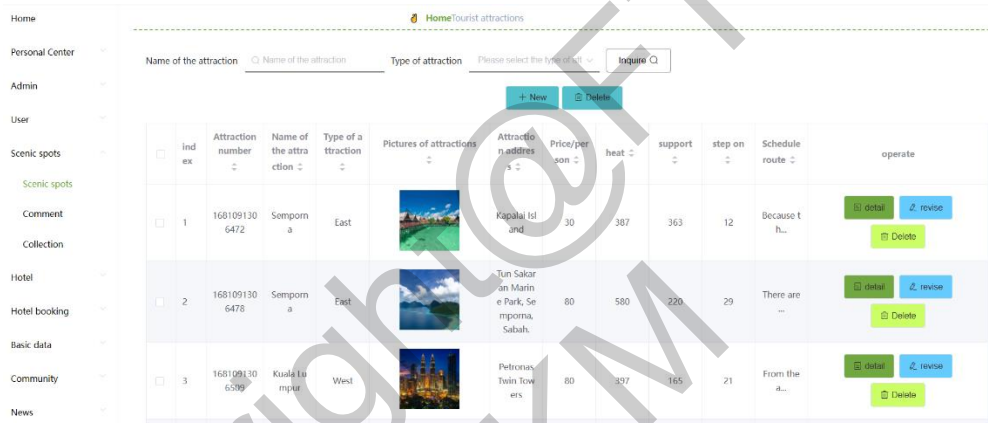 Home
Personal Center
Admin
User
Scenic spots
Scenic spots
Comment
Collection
Hotel
Hotel booking
Basic data
Community
News
HomeTourist attractions
Name of the attraction Name of the attraction Type of attraction Please select the type of att Inquire
+ New Delete
ind
ex
Attraction
number
Name of
the attra
ction
Type of a
ttraction
Pictures of attractions
Attractio
n addres
s
Price/per
son
heat
support
step on
Schedule
route
operate
1
168109130
6472
Semporn
a
East
Kapalai Isl
and
30
387
363
12
Because t
h...
detail revise
Delete
2
168109130
6478
Semporn
a
East
Tun Sakar
an Marin
e Park, Se
mporna,
Sabah.
80
580
220
29
There are
...
detail revise
Delete
3
168109130
6509
Kuala Lu
mpur
West
Petronas
Twin Tow
ers
80
397
165
21
From the
a...
detail revise
Delete